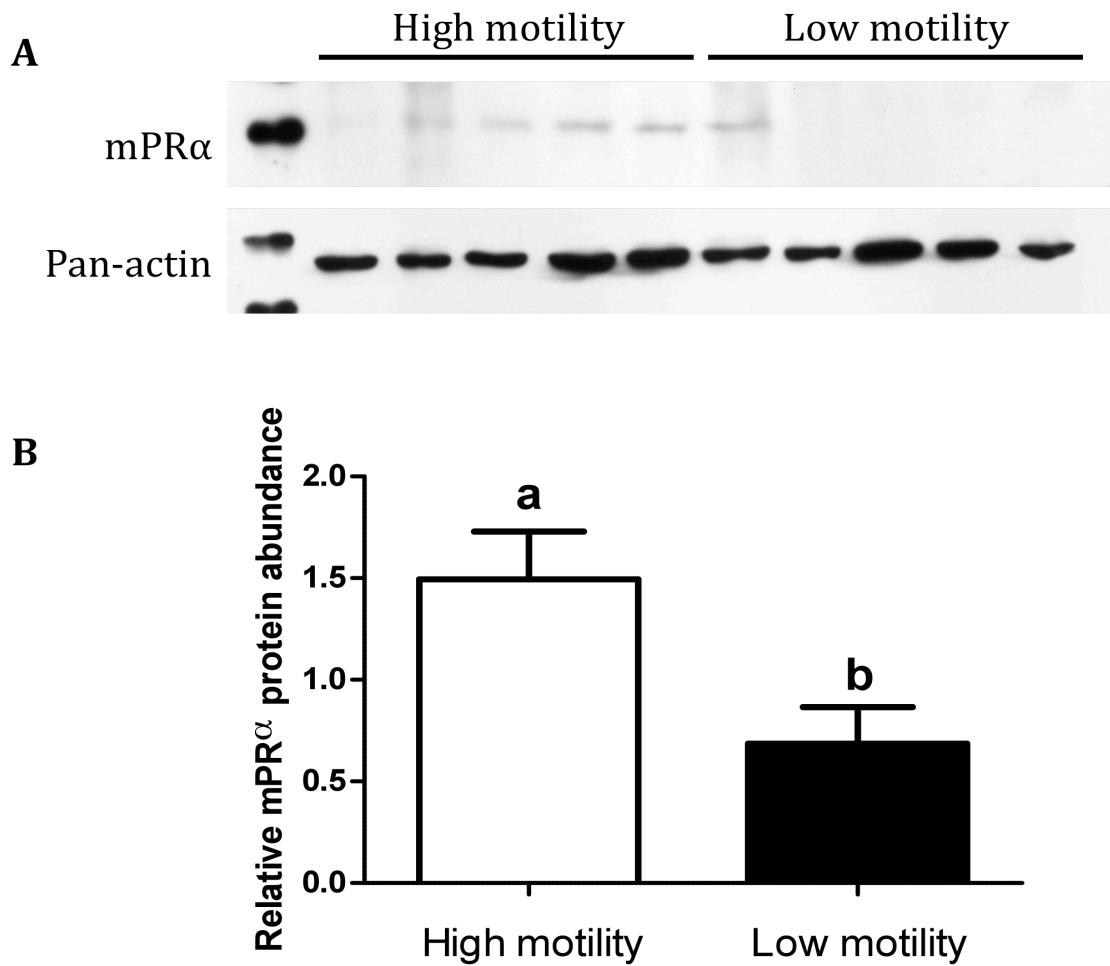 A
High motility Low motility
mPRα
Pan-actin
B
Relative mPRα protein abundance
2.0
1.5
1.0
0.5
0.0
a
b
High motility Low motility